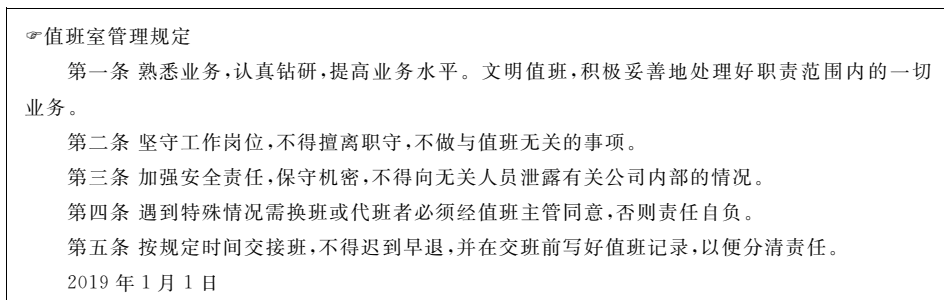 ☞值班室管理规定
第一条 熟悉业务,认真钻研,提高业务水平。文明值班,积极妥善地处理好职责范围内的一切
业务。
第二条 坚守工作岗位,不得擅离职守,不做与值班无关的事项。
第三条 加强安全责任,保守机密,不得向无关人员泄露有关公司内部的情况。
第四条 遇到特殊情况需换班或代班者必须经值班主管同意,否则责任自负。
第五条 按规定时间交接班,不得迟到早退,并在交班前写好值班记录,以便分清责任。
2019 年 1 月 1 日